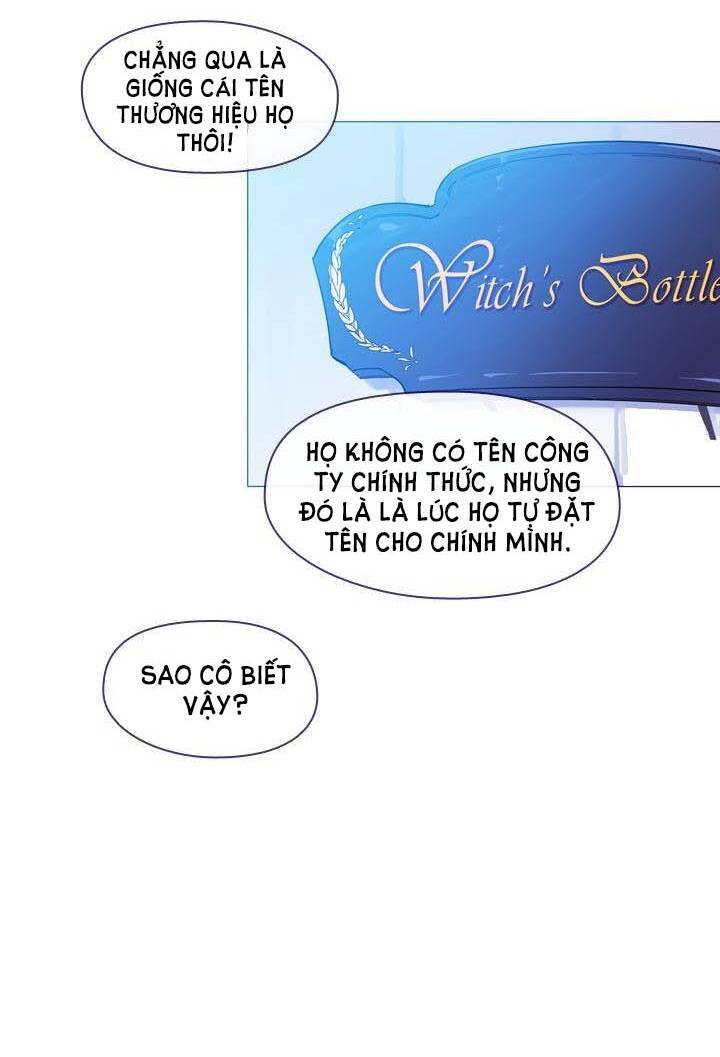 CHẲNG QUA LÀ
GIỐNG CÁI TÊN
THƯƠNG HIỆU HỌ
THÔI!
Witch's Bottle
HỌ KHÔNG CÓ TÊN CÔNG
TY CHÍNH THỨC, NHƯNG
ĐÓ LÀ LÀ LÚC HỌ TỰ ĐẶT
TÊN CHO CHÍNH MÌNH.
SAO CÔ BIẾT
VẬY?